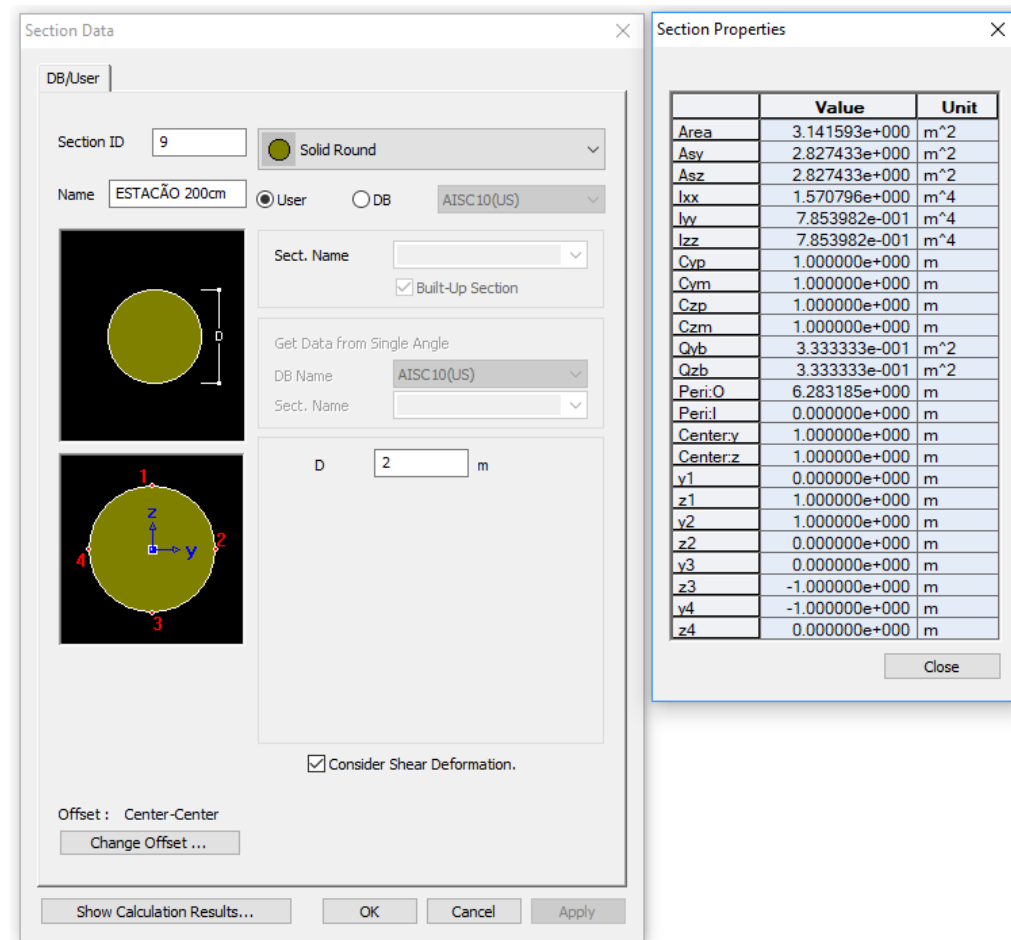 Section Data
DB/User
Section ID 9 Solid Round
Name ESTACÃO 200cm User DB AISC10(US)
Sect. Name
Built-Up Section
D
Get Data from Single Angle
DB Name AISC10(US)
Sect. Name
D 2 m
1
z
y
2
4
3
Consider Shear Deformation.
Offset : Center-Center
Change Offset ...
Show Calculation Results... OK Cancel Apply
Section Properties
Value Unit
Area 3.141593e+000 m^2
Asy 2.827433e+000 m^2
Asz 2.827433e+000 m^2
Ixx 1.570796e+000 m^4
Iyy 7.853982e-001 m^4
Izz 7.853982e-001 m^4
Cyp 1.000000e+000 m
Cym 1.000000e+000 m
Czp 1.000000e+000 m
Czm 1.000000e+000 m
Qyb 3.333333e-001 m^2
Qzb 3.333333e-001 m^2
Peri:O 6.283185e+000 m
Peri:I 0.000000e+000 m
Center:y 1.000000e+000 m
Center:z 1.000000e+000 m
y1 0.000000e+000 m
z1 1.000000e+000 m
y2 1.000000e+000 m
z2 0.000000e+000 m
y3 0.000000e+000 m
z3 -1.000000e+000 m
y4 -1.000000e+000 m
z4 0.000000e+000 m
Close